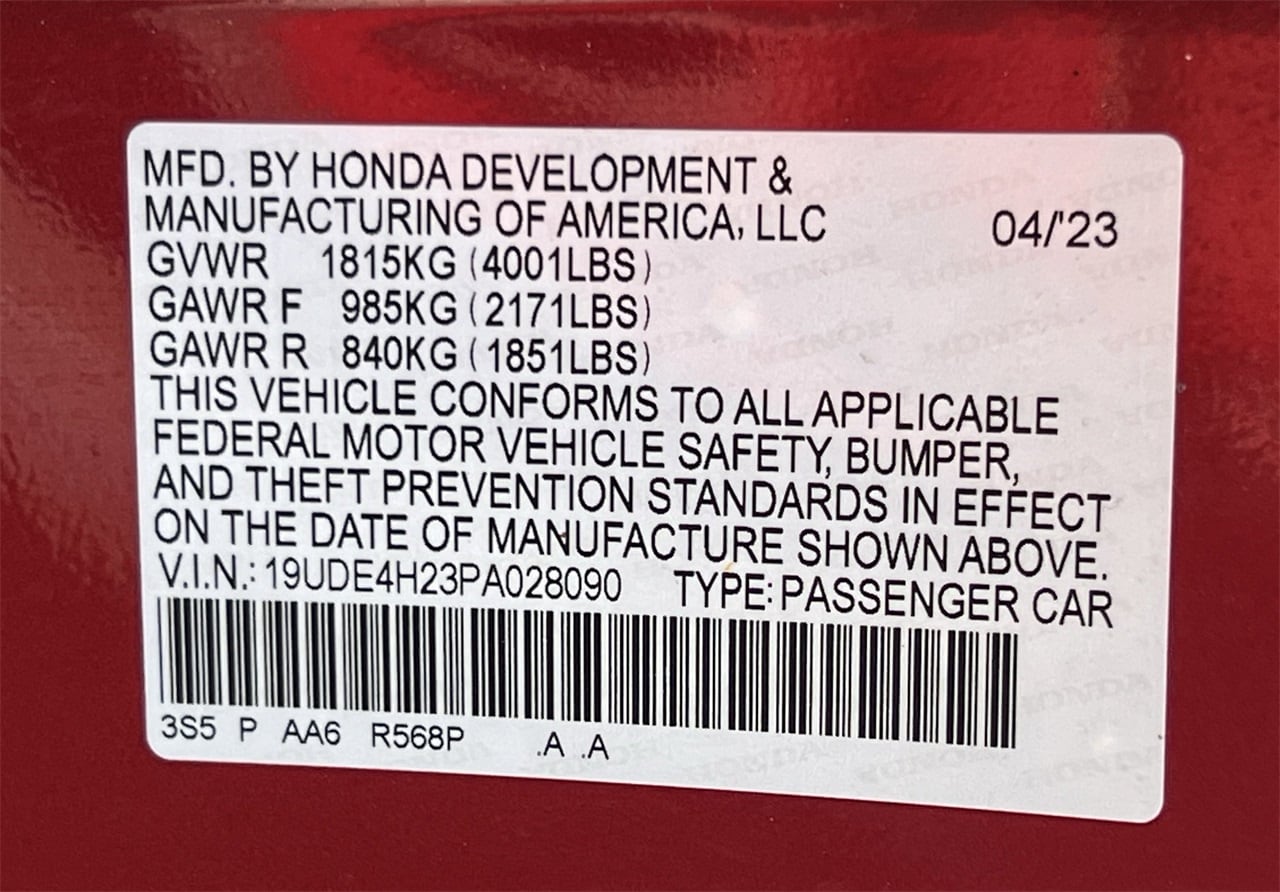 MFD. BY HONDA DEVELOPMENT &
MANUFACTURING OF AMERICA, LLC 04/'23
GVWR 1815KG (4001LBS)
GAWR F 985KG (2171LBS)
GAWR R 840KG (1851LBS)
THIS VEHICLE CONFORMS TO ALL APPLICABLE
FEDERAL MOTOR VEHICLE SAFETY, BUMPER,
AND THEFT PREVENTION STANDARDS IN EFFECT
ON THE DATE OF MANUFACTURE SHOWN ABOVE.
V.I.N.: 19UDE4H23PA028090 TYPE: PASSENGER CAR
3S5 P AA6 R568P .A .A